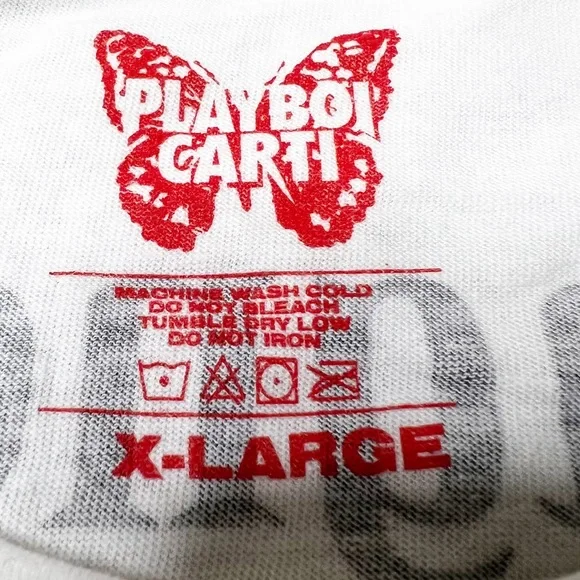 PLAYBOI
CARTI
MACHINE WASH COLD
DO NOT BLEACH
TUMBLE DRY LOW
DO NOT IRON
X-LARGE